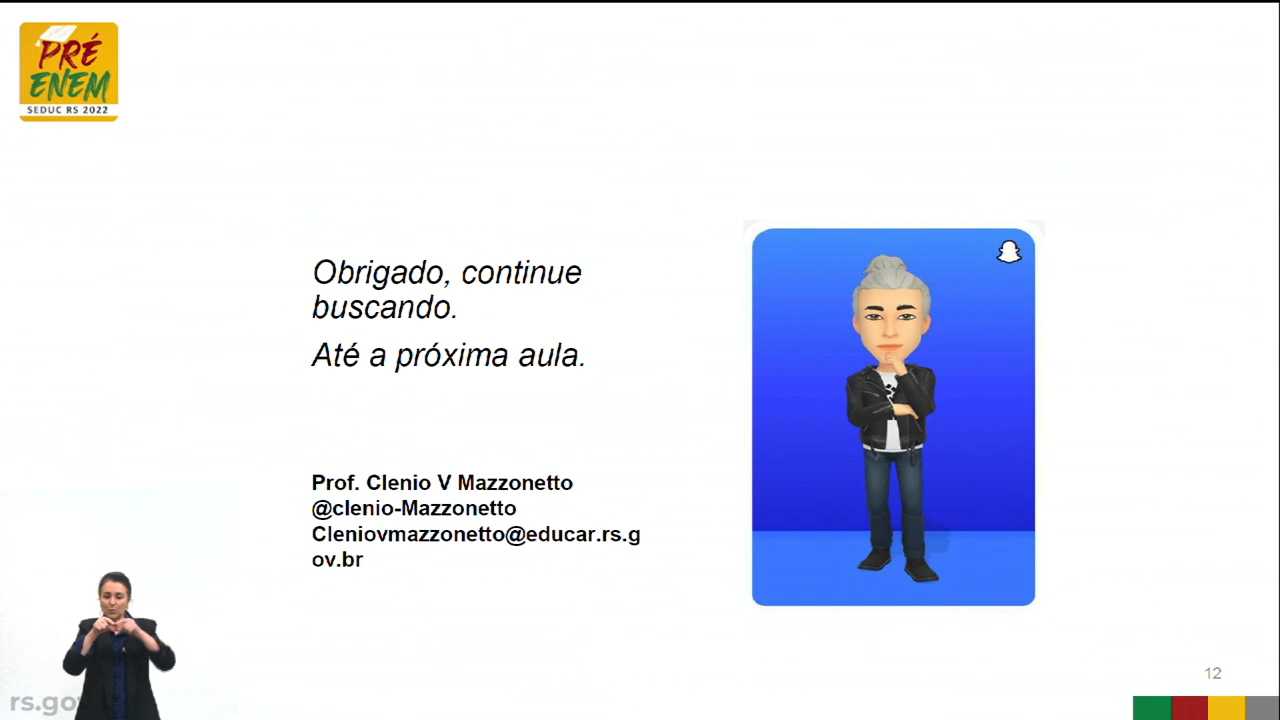 PRÉ
ENEM
SEDUC RS 2022
Obrigado, continue
buscando.
Até a próxima aula.
Prof. Clenio V Mazzonetto
@clenio-Mazzonetto
Cleniovmazzonetto@educar.rs.g
ov.br
rs.gov
12